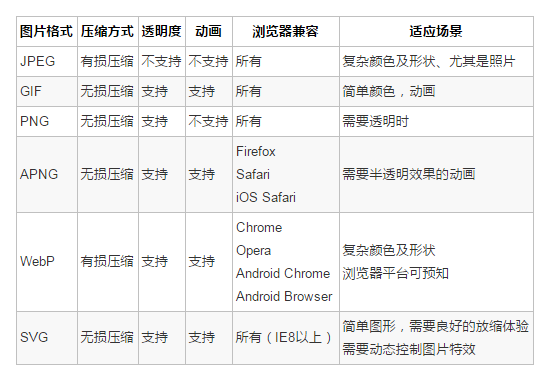 图片格式 压缩方式 透明度 动画 浏览器兼容 适应场景
JPEG 有损压缩 不支持 不支持 所有 复杂颜色及形状、尤其是照片
GIF 无损压缩 支持 支持 所有 简单颜色，动画
PNG 无损压缩 支持 不支持 所有 需要透明时
APNG 无损压缩 支持 支持 Firefox
Safari
iOS Safari 需要半透明效果的动画
WebP 有损压缩 支持 支持 Chrome
Opera
Android Chrome
Android Browser 复杂颜色及形状
浏览器平台可预知
SVG 无损压缩 支持 支持 所有（IE8以上） 简单图形，需要良好的放缩体验
需要动态控制图片特效